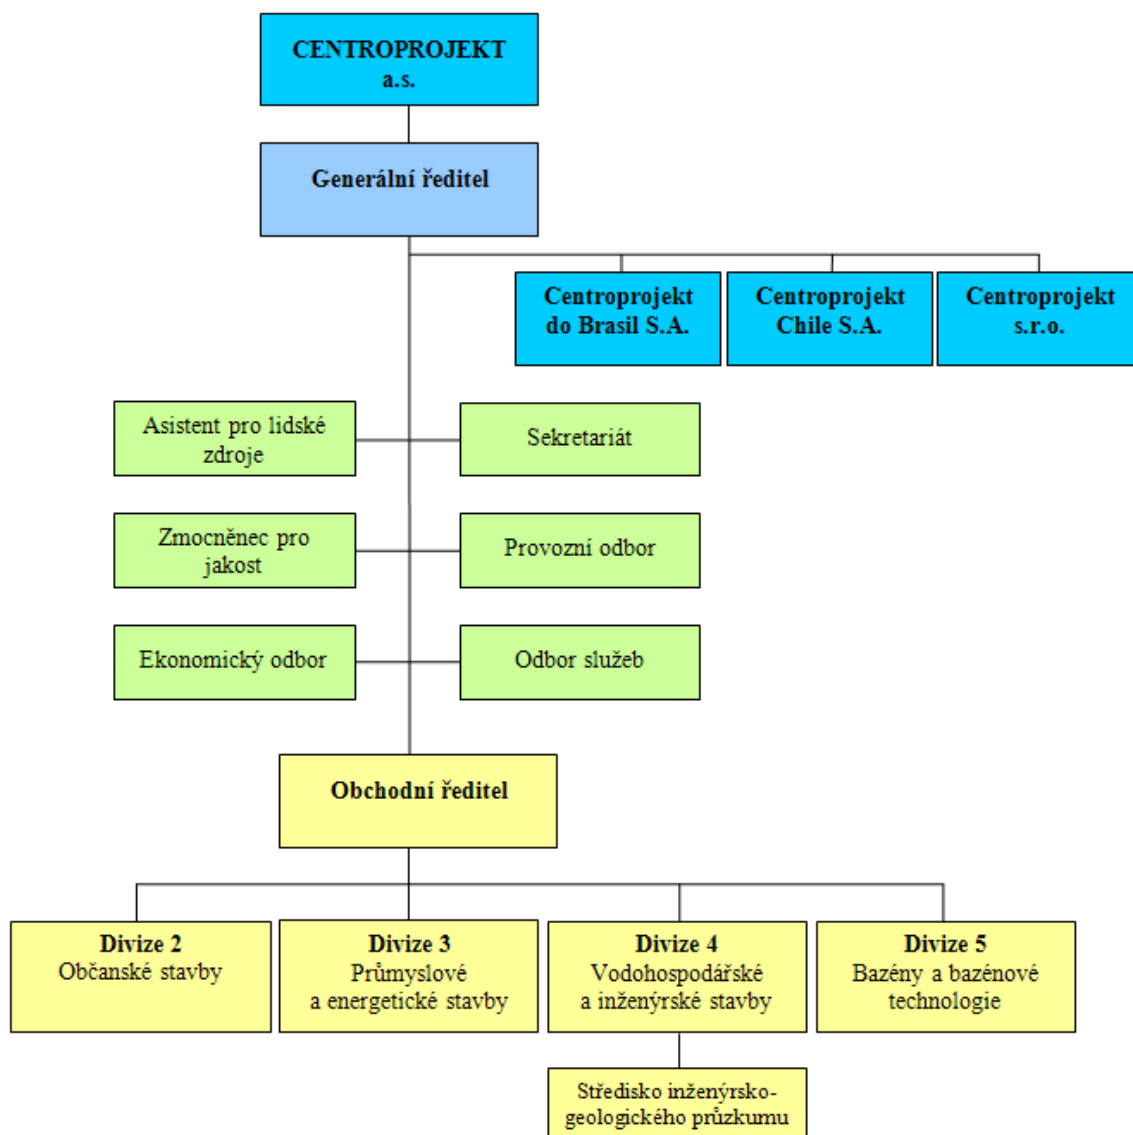 CENTROPROJEKT
a.s.
Generální ředitel
Centroprojekt
do Brasil S.A.
Centroprojekt
Chile S.A.
Centroprojekt
s.r.o.
Asistent pro lidské
zdroje
Sekretariát
Zmocněnec pro
jakost
Provozní odbor
Ekonomický odbor
Odbor služeb
Obchodní ředitel
Divize 2
Občanské stavby
Divize 3
Průmyslové
a energetické stavby
Divize 4
Vodohospodářské
a inženýrské stavby
Divize 5
Bazény a bazénové
technologie
Středisko inženýrsko-
geologického průzkumu